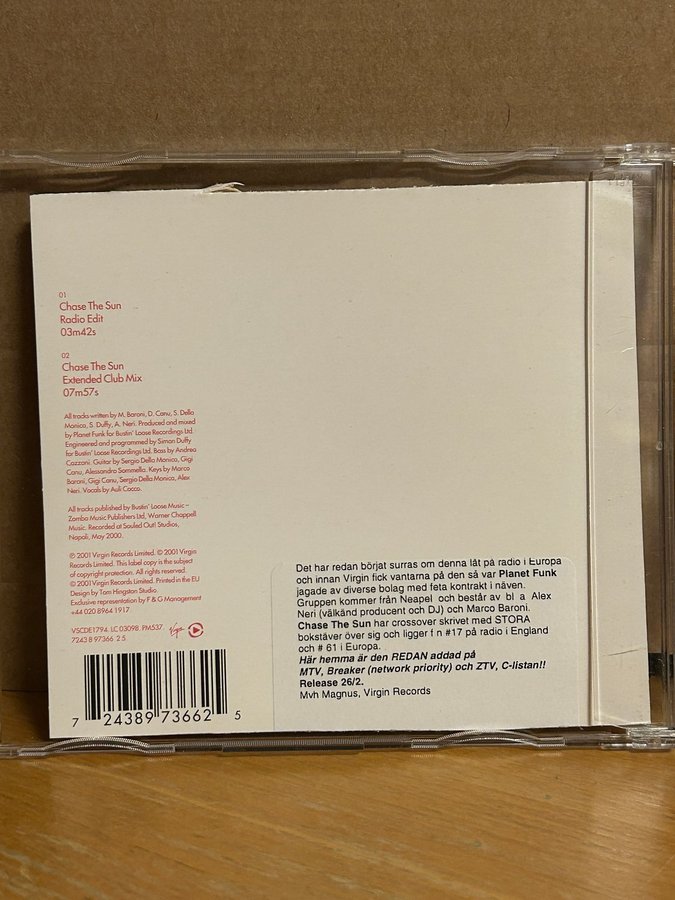 01
Chase The Sun
Radio Edit
03m42s
02
Chase The Sun
Extended Club Mix
07m57s
All tracks written by M. Baroni, D. Canu, S. Della
Monica, S. Duffy, A. Neri. Produced and mixed
by Planet Funk for Bustin' Loose Recordings Ltd.
Engineered and programmed by Simon Duffy
for Bustin' Loose Recordings Ltd. Bass by Andrea
Cozzani. Guitar by Sergio Della Monica, Gigi
Canu, Alessandro Sommella. Keys by Marco
Baroni, Gigi Canu, Sergio Della Monica, Alex
Neri. Vocals by Auli Cocco.
All tracks published by Bustin' Loose Music –
Zomba Music Publishers Ltd, Warner Chappell
Music. Recorded at Souled Out! Studios,
Napoli, May 2000.
℗ 2001 Virgin Records Limited. © 2001 Virgin
Records Limited. This label copy is the subject
of copyright protection. All rights reserved.
© 2001 Virgin Records Limited. Printed in the EU
Design by Tom Hingston Studio
Exclusive representation by F & G Management
+44 020 8964 1917
VSCDE1794. LC 03098. PM537.
7243 8 97366 2 5
Virgin
7 24389 73662 5
Det har redan börjat surras om denna låt på radio i Europa
och innan Virgin fick vantarna på den så var Planet Funk
jagade av diverse bolag med feta kontrakt i näven.
Gruppen kommer från Neapel och består av bl a Alex
Neri (välkänd producent och DJ) och Marco Baroni.
Chase The Sun har crossover skrivet med STORA
bokstäver över sig och ligger f n #17 på radio i England
och # 61 i Europa.
Här hemma är den REDAN addad på
MTV, Breaker (network priority) och ZTV, C-listan!!
Release 26/2.
Mvh Magnus, Virgin Records